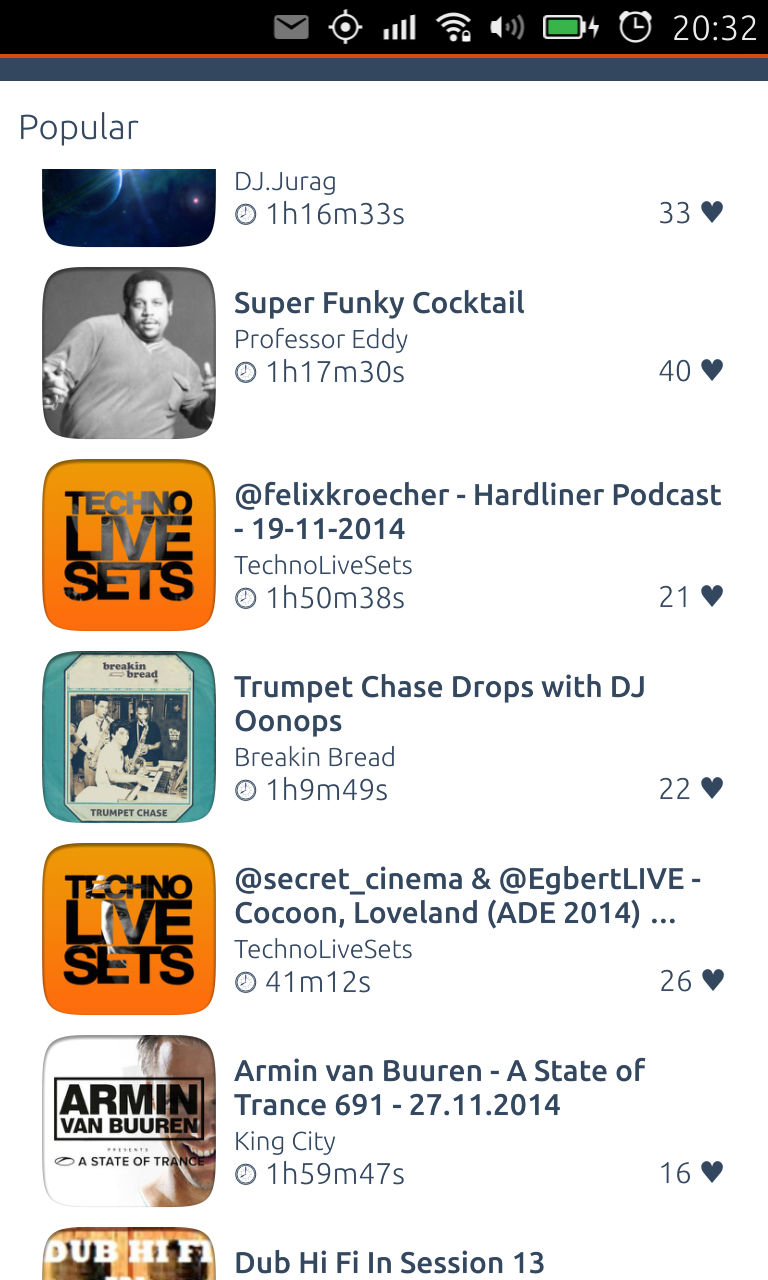 20:32
Popular
DJ.Jurag
1h16m33s
33 ♥
Super Funky Cocktail
Professor Eddy
1h17m30s
40 ♥
TECHNO
LIVE
SETS
@felixkroecher - Hardliner Podcast
- 19-11-2014
TechnoLiveSets
1h50m38s
21 ♥
breakin
bread
TRUMPET CHASE
Trumpet Chase Drops with DJ
Oonops
Breakin Bread
1h9m49s
22 ♥
TECHNO
LIVE
SETS
@secret_cinema & @EgbertLIVE -
Cocoon, Loveland (ADE 2014) ...
TechnoLiveSets
41m12s
26 ♥
ARMIN
VAN BUUREN
PRESENTS
A STATE OF TRANCE
Armin van Buuren - A State of
Trance 691 - 27.11.2014
King City
1h59m47s
16 ♥
DUB HI FI
Dub Hi Fi In Session 13